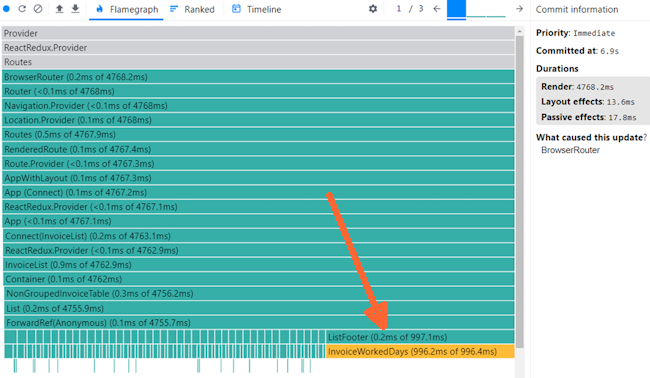 Flamegraph Ranked Timeline 1 / 3 Commit information
Provider
ReactRedux.Provider
Routes
BrowserRouter (0.2ms of 4768.2ms)
Router (<0.1ms of 4768ms)
Navigation.Provider (<0.1ms of 4768ms)
Location.Provider (0.1ms of 4768ms)
Routes (0.5ms of 4767.9ms)
RenderedRoute (0.1ms of 4767.4ms)
Route.Provider (<0.1ms of 4767.3ms)
AppWithLayout (0.1ms of 4767.3ms)
App (Connect) (0.1ms of 4767.2ms)
ReactRedux.Provider (<0.1ms of 4767.1ms)
App (<0.1ms of 4767.1ms)
Connect(InvoiceList) (0.2ms of 4763.1ms)
ReactRedux.Provider (<0.1ms of 4762.9ms)
InvoiceList (0.9ms of 4762.9ms)
Container (0.1ms of 4762ms)
NonGroupedInvoiceTable (0.3ms of 4756.2ms)
List (0.2ms of 4755.9ms)
ForwardRef(Anonymous) (0.1ms of 4755.7ms)
ListFooter (0.2ms of 997.1ms)
InvoiceWorkedDays (996.2ms of 996.4ms)
Priority: Immediate
Committed at: 6.9s
Durations
Render: 4768.2ms
Layout effects: 13.6ms
Passive effects: 17.8ms
What caused this update?
BrowserRouter